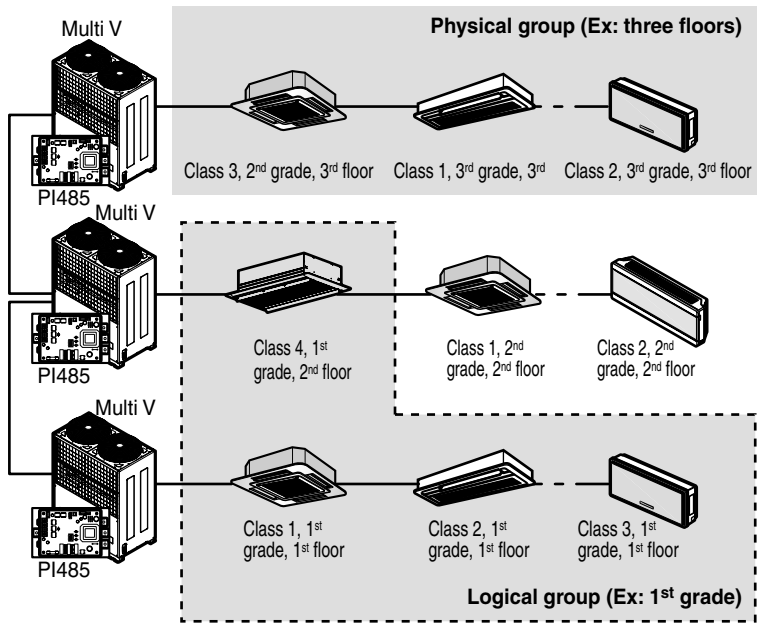 Multi V
Physical group (Ex: three floors)
Class 3, 2nd grade, 3rd floor
Class 1, 3rd grade, 3rd
Class 2, 3rd grade, 3rd floor
PI485
Multi V
Class 4, 1st
grade, 2nd floor
Class 1, 2nd
grade, 2nd floor
Class 2, 2nd
grade, 2nd floor
PI485
Multi V
Class 1, 1st
grade, 1st floor
Class 2, 1st
grade, 1st floor
Class 3, 1st
grade, 1st floor
PI485
Logical group (Ex: 1st grade)